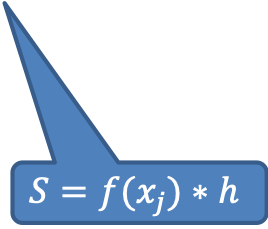 S = f(x_j) * h